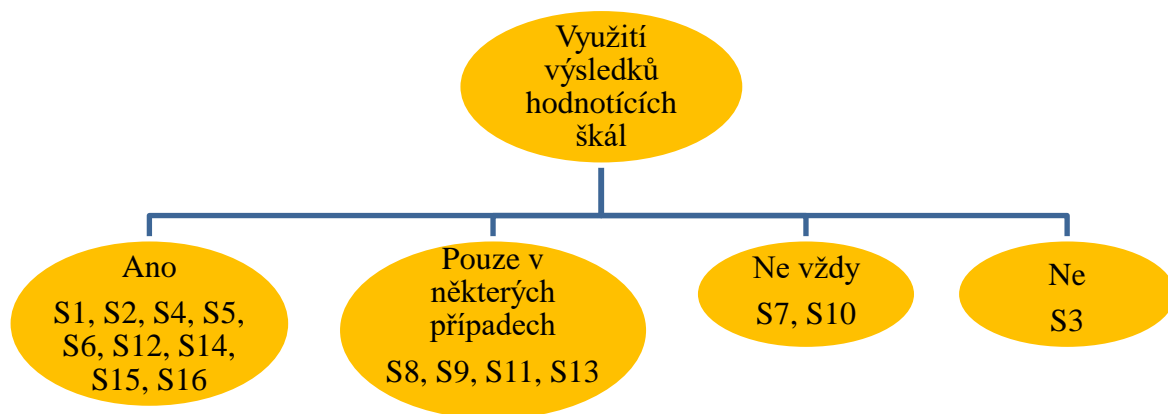 Využití
výsledků
hodnotících
škál
Ano
S1, S2, S4, S5,
S6, S12, S14,
S15, S16
Pouze v
některých
případech
S8, S9, S11, S13
Ne vždy
S7, S10
Ne
S3